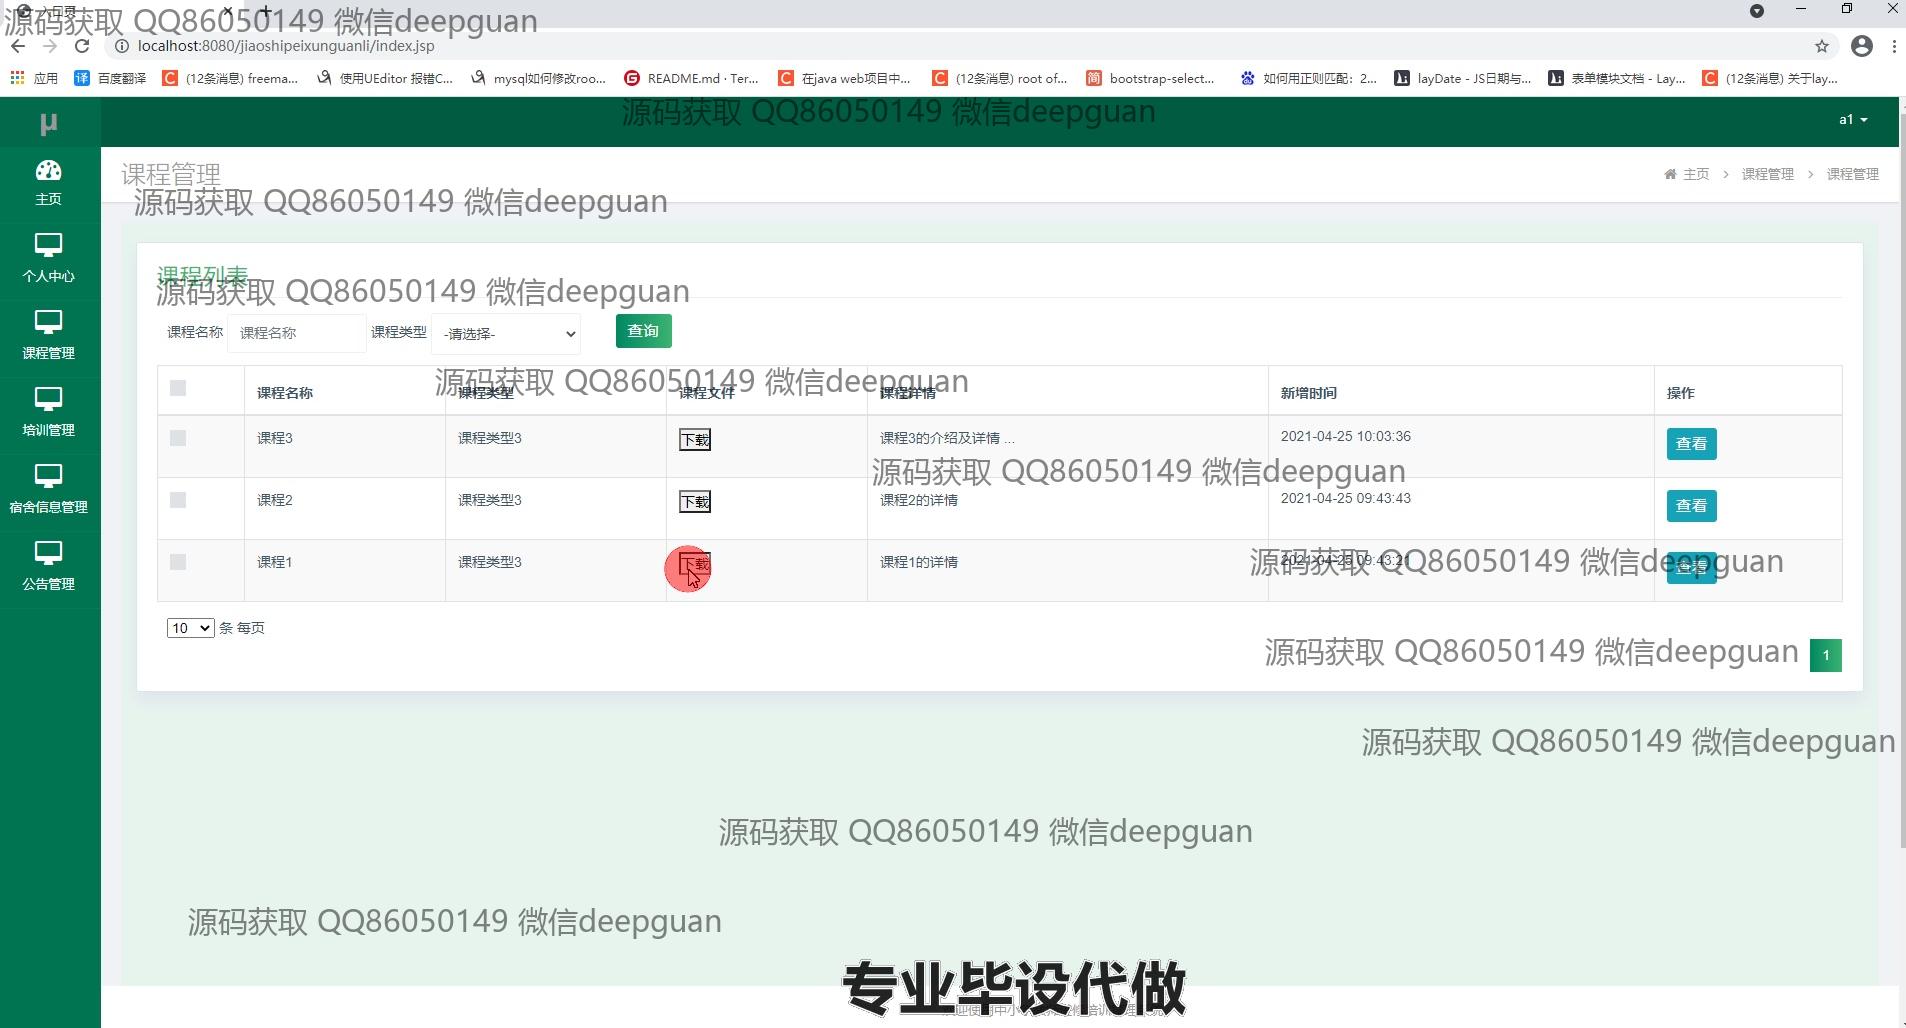 源码获取 QQ86050149 微信deepguan
localhost:8080/jiaoshipeixunguanli/index.jsp
应用 百度翻译 (12条消息) freema... 使用UEditor 报错C... mysql如何修改roo... README.md · Ter... 在java web项目中... (12条消息) root of... bootstrap-select... 如何用正则匹配：2... layDate - JS日期与... 表单模块文档 - Lay... (12条消息) 关于lay...
μ
源码获取 QQ86050149 微信deepguan
a1
主页
个人中心
课程管理
培训管理
宿舍信息管理
公告管理
课程管理
主页 > 课程管理 > 课程管理
源码获取 QQ86050149 微信deepguan
课程列表
源码获取 QQ86050149 微信deepguan
课程名称 课程名称 课程类型 -请选择- 查询
源码获取 QQ86050149 微信deepguan
课程名称 课程类型 课程文件 课程详情 新增时间 操作
课程3 课程类型3 下载 课程3的介绍及详情 ... 2021-04-25 10:03:36 查看
源码获取 QQ86050149 微信deepguan
课程2 课程类型3 下载 课程2的详情 2021-04-25 09:43:43 查看
课程1 课程类型3 下载 课程1的详情 2021-04-25 09:43:21 查看
源码获取 QQ86050149 微信deepguan
10 条 每页
源码获取 QQ86050149 微信deepguan
1
源码获取 QQ86050149 微信deepguan
源码获取 QQ86050149 微信deepguan
源码获取 QQ86050149 微信deepguan
专业毕设代做